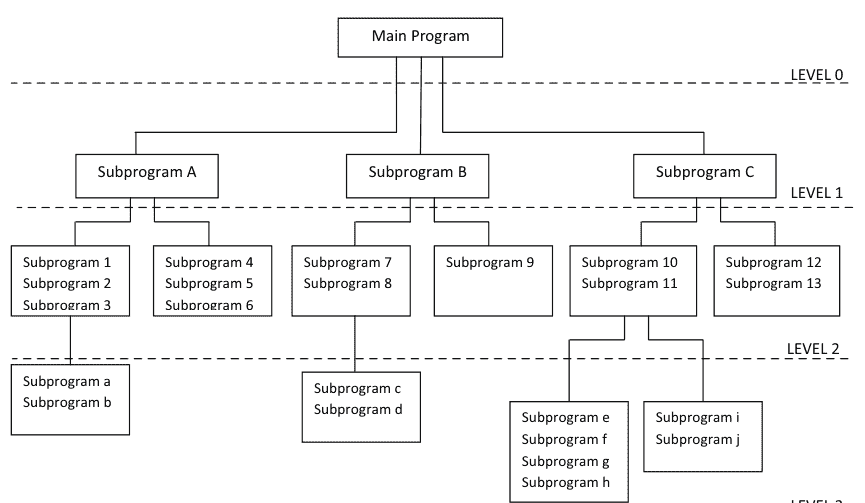 Main Program
LEVEL 0
Subprogram A
Subprogram B
Subprogram C
LEVEL 1
Subprogram 1
Subprogram 2
Subprogram 3
Subprogram 4
Subprogram 5
Subprogram 6
Subprogram 7
Subprogram 8
Subprogram 9
Subprogram 10
Subprogram 11
Subprogram 12
Subprogram 13
LEVEL 2
Subprogram a
Subprogram b
Subprogram c
Subprogram d
Subprogram e
Subprogram f
Subprogram g
Subprogram h
Subprogram i
Subprogram j
LEVEL